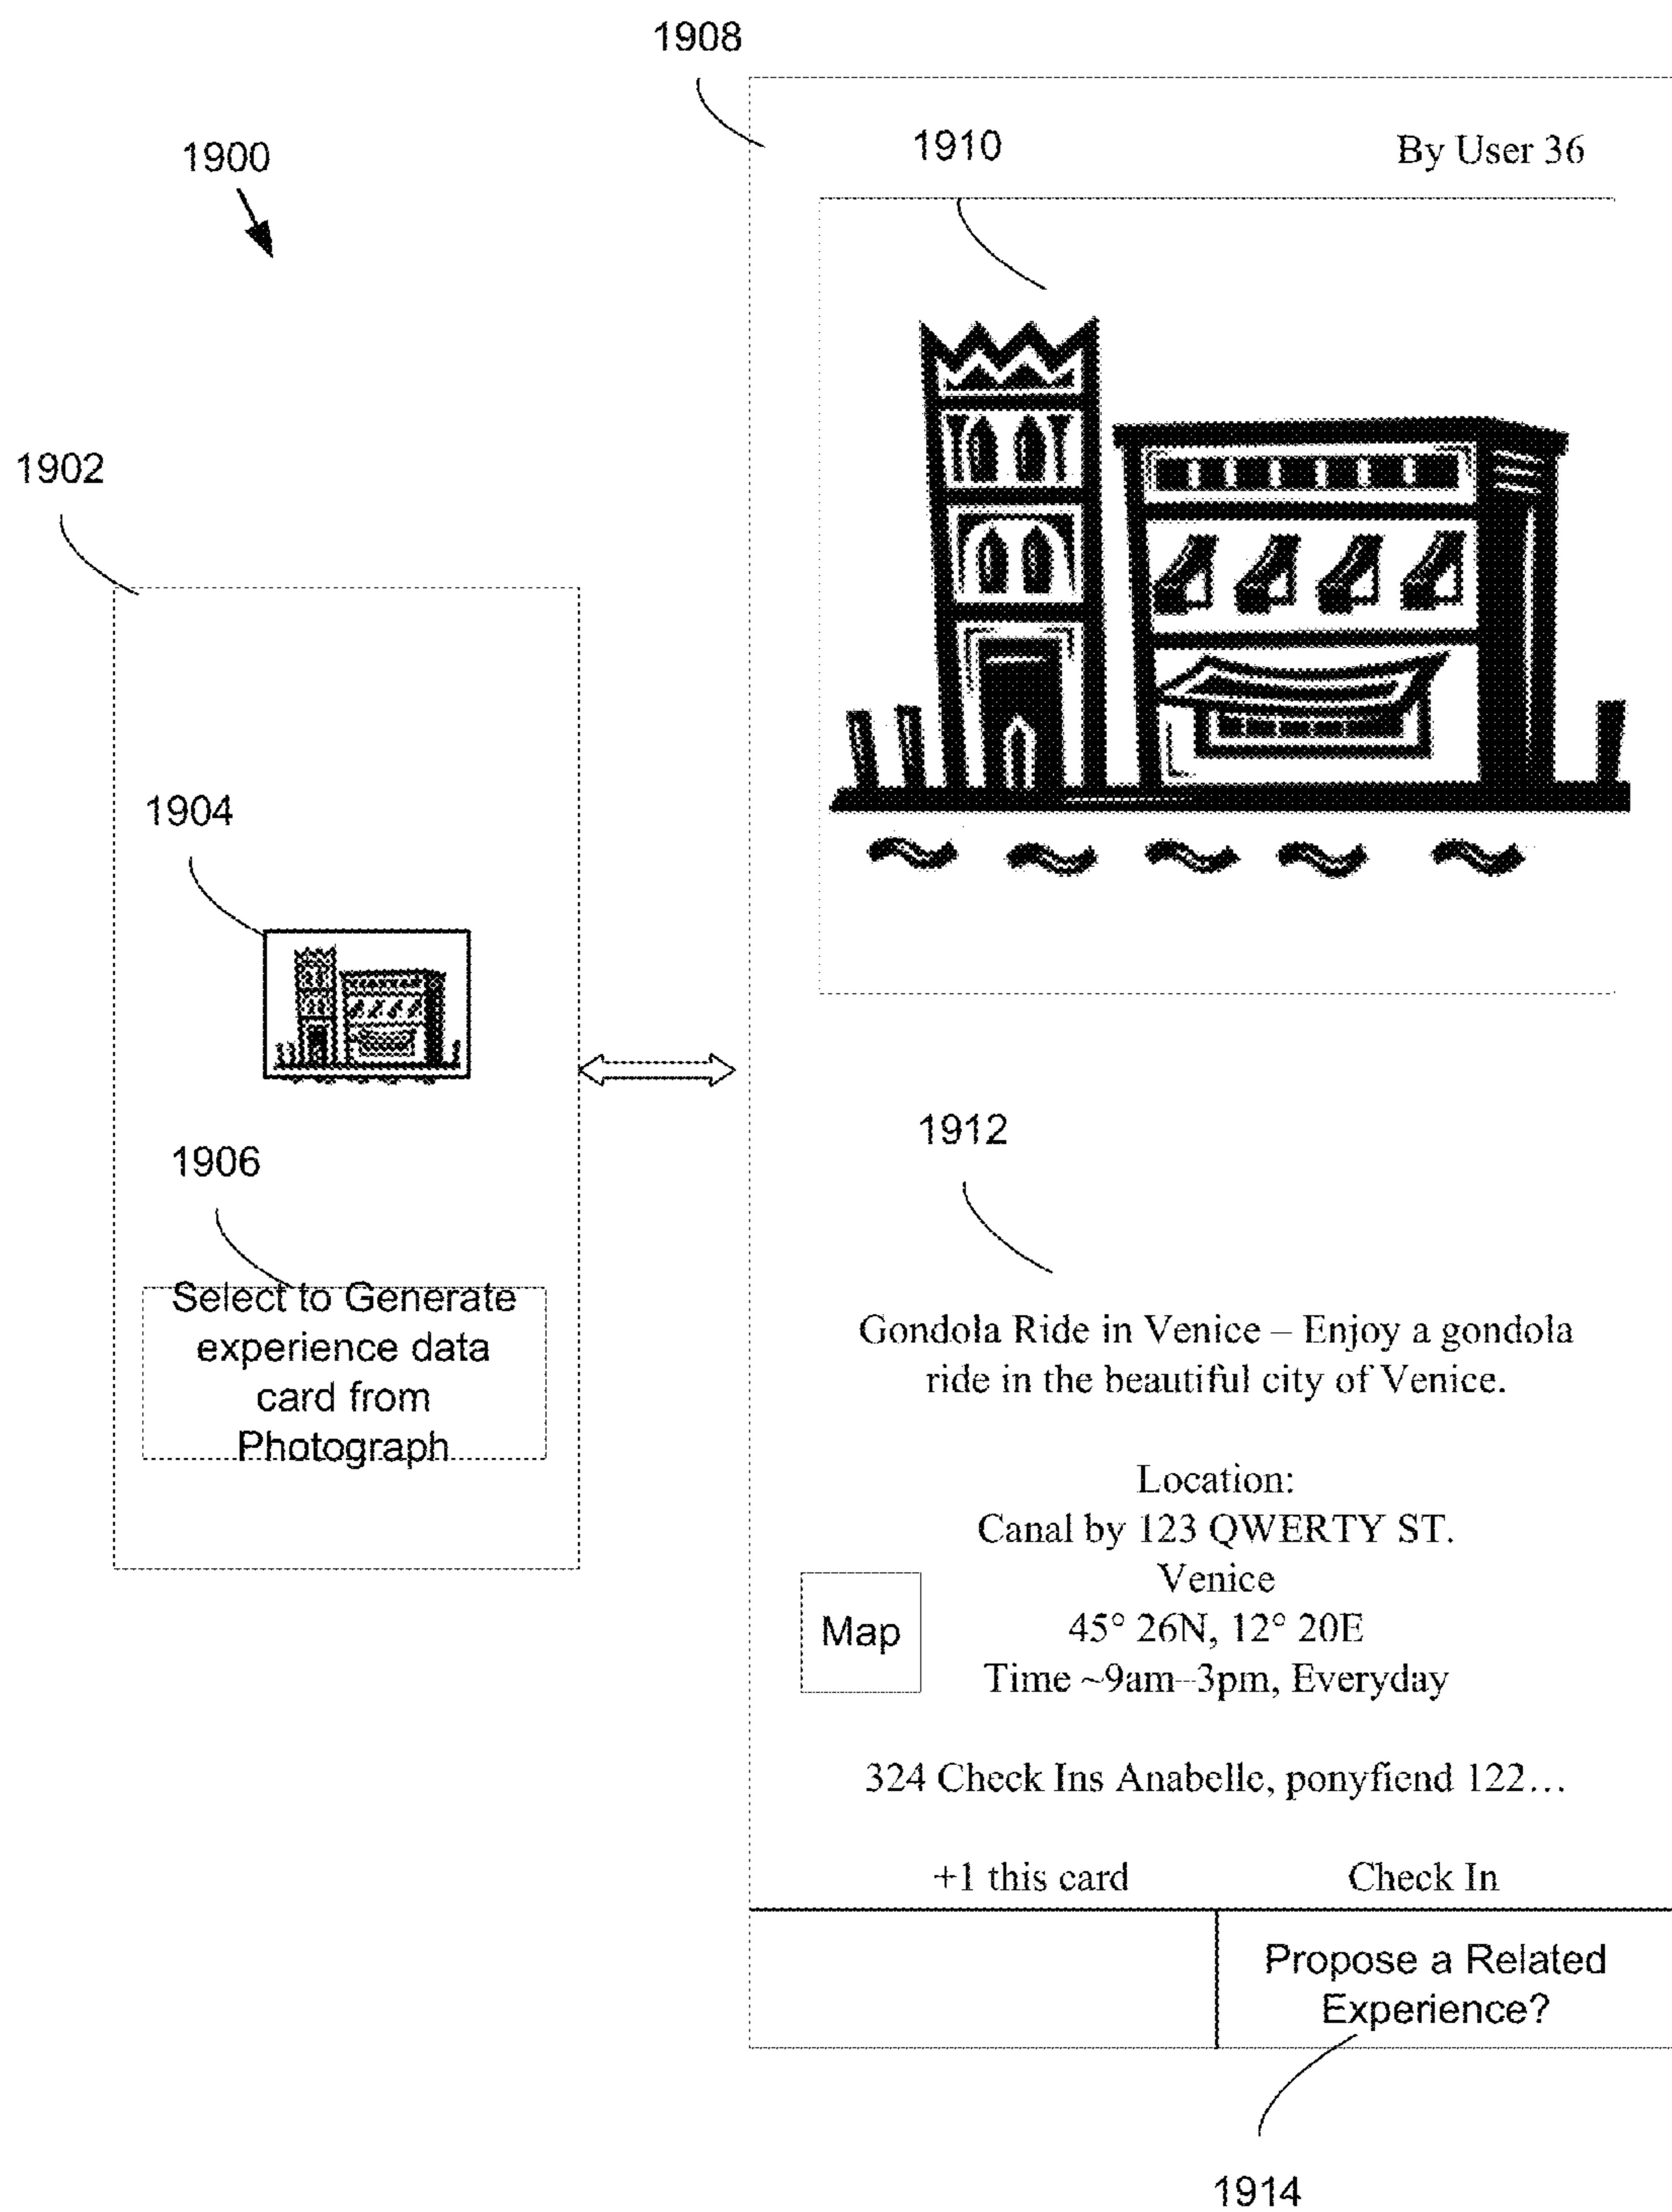 1908
1910
By User 36
1900
1902
1904
1906
Select to Generate
experience data
card from
Photograph
1912
Gondola Ride in Venice – Enjoy a gondola
ride in the beautiful city of Venice.
Location:
Canal by 123 QWERTY ST.
Venice
Map
45° 26N, 12° 20E
Time ~9am--3pm, Everyday
324 Check Ins Anabelle, ponyfiend 122…
+1 this card
Check In
Propose a Related
Experience?
1914